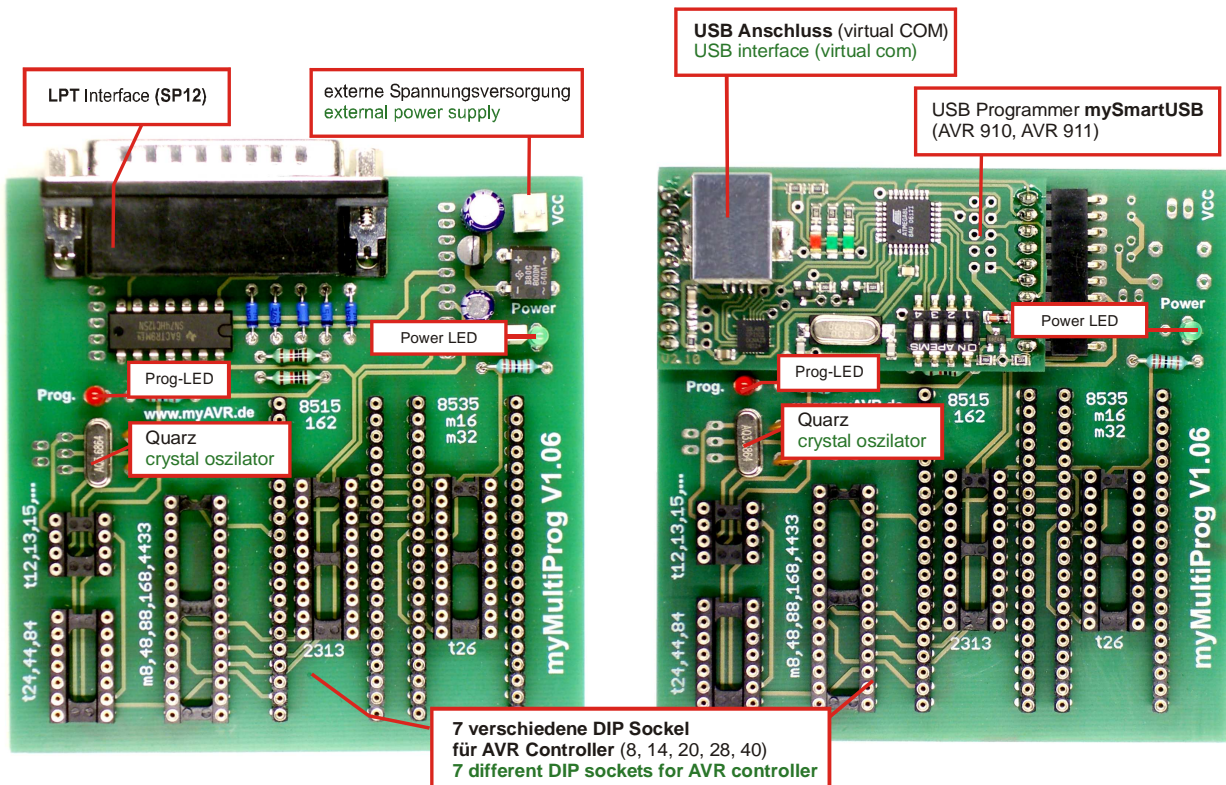 LPT Interface (SP12)
externe Spannungsversorgung
external power supply
VCC
Power
Power LED
Prog-LED
Prog.
www.myAVR.de
Quarz
crystal oszilator
8515
162
8535
m16
m32
t12,13,15,...
t24,44,84
m8,48,88,168,4433
2313
t26
myMultiProg V1.06
USB Anschluss (virtual COM)
USB interface (virtual com)
USB Programmer mySmartUSB
(AVR 910, AVR 911)
VCC
Power
Power LED
Prog-LED
Prog.
Quarz
crystal oszilator
8515
162
8535
m16
m32
t12,13,15,...
t24,44,84
m8,48,88,168,4433
2313
t26
myMultiProg V1.06
7 verschiedene DIP Sockel
für AVR Controller (8, 14, 20, 28, 40)
7 different DIP sockets for AVR controller